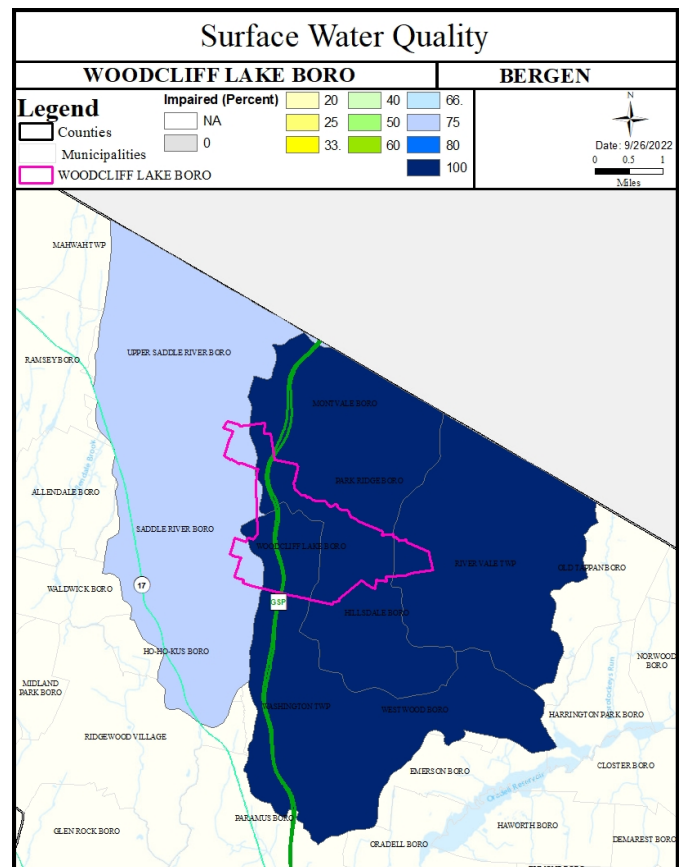 Surface Water Quality
WOODCLIFF LAKE BORO
BERGEN
Legend
Counties
Municipalities
WOODCLIFF LAKE BORO
Impaired (Percent)
NA
0
20
25
33.
40
50
60
66.
75
80
100
N
Date: 9/26/2022
0 0.5 1
Miles
MAHWAH TWP
UPPER SADDLE RIVER BORO
RAMSEY BORO
MONTVALE BORO
PARK RIDGE BORO
ALLENDALE BORO
SADDLE RIVER BORO
WOODCLIFF LAKE BORO
RIVER VALE TWP
OLD TAPPAN BORO
17
WALDWICK BORO
GSP
HILLSDALE BORO
HO-HO-KUS BORO
NORWOOD
BORO
MIDLAND
PARK BORO
WASHINGTON TWP
WESTWOOD BORO
HARRINGTON PARK BORO
RIDGEWOOD VILLAGE
CLOSTER BORO
EMERSON BORO
Oradell Reservoir
PARAMUS BORO
HAWORTH BORO
GLEN ROCK BORO
ORADELL BORO
DEMAREST BORO